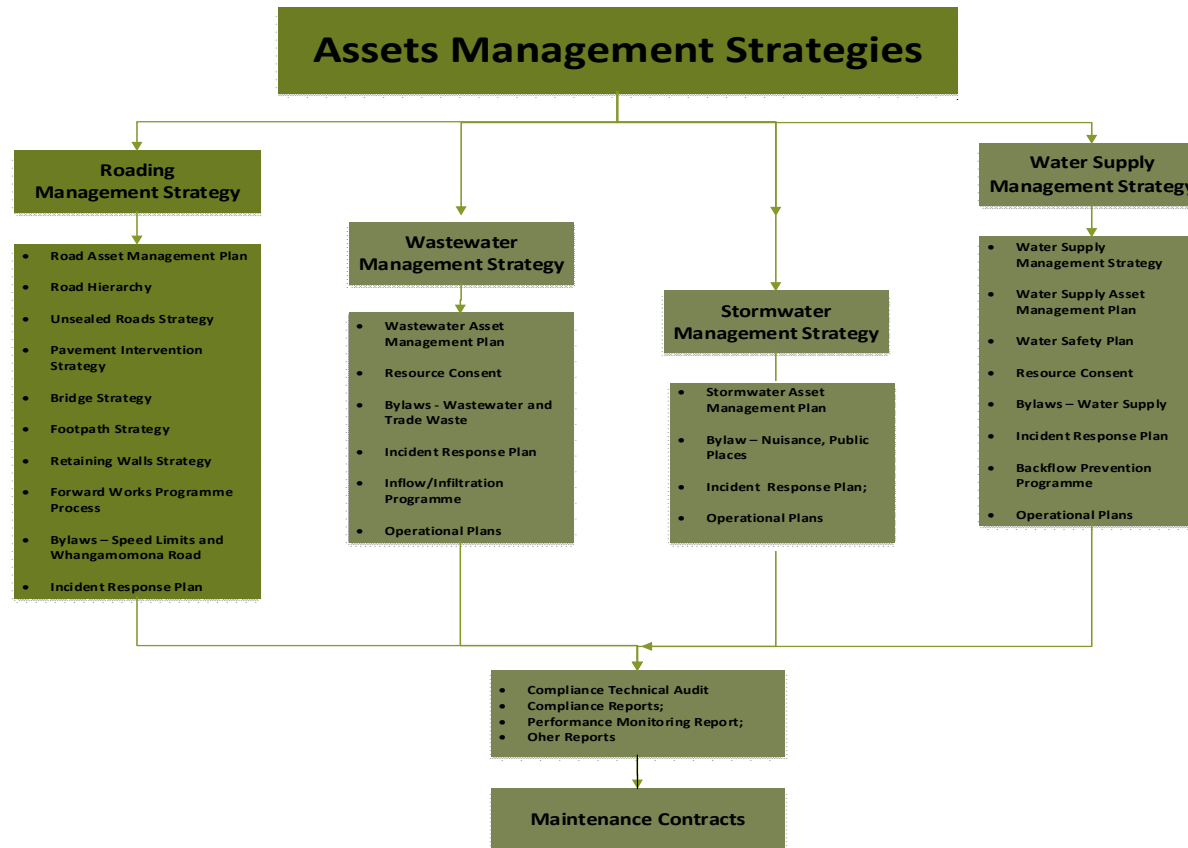 Assets Management Strategies
Roading
Management Strategy
• Road Asset Management Plan
• Road Hierarchy
• Unsealed Roads Strategy
• Pavement Intervention
Strategy
• Bridge Strategy
• Footpath Strategy
• Retaining Walls Strategy
• Forward Works Programme
Process
• Bylaws – Speed Limits and
Whangamomona Road
• Incident Response Plan
Wastewater
Management Strategy
• Wastewater Asset
Management Plan
• Resource Consent
• Bylaws - Wastewater and
Trade Waste
• Incident Response Plan
• Inflow/Infiltration
Programme
• Operational Plans
Stormwater
Management Strategy
• Stormwater Asset
Management Plan
• Bylaw – Nuisance, Public
Places
• Incident Response Plan;
• Operational Plans
Water Supply
Management Strategy
• Water Supply
Management Strategy
• Water Supply Asset
Management Plan
• Water Safety Plan
• Resource Consent
• Bylaws – Water Supply
• Incident Response Plan
• Backflow Prevention
Programme
• Operational Plans
• Compliance Technical Audit
• Compliance Reports;
• Performance Monitoring Report;
• Oher Reports
Maintenance Contracts